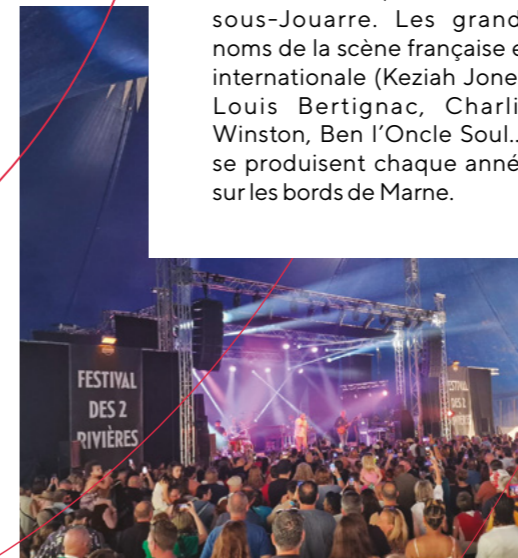 sous-Jouarre. Les grand
noms de la scène française e
internationale (Keziah Jone
Louis Bertignac, Charli
Winston, Ben l'Oncle Soul..
se produisent chaque anné
sur les bords de Marne.
FESTIVAL
DES 2
RIVIÈRES
FESTIVAL
DES 2
RIVIÈRES